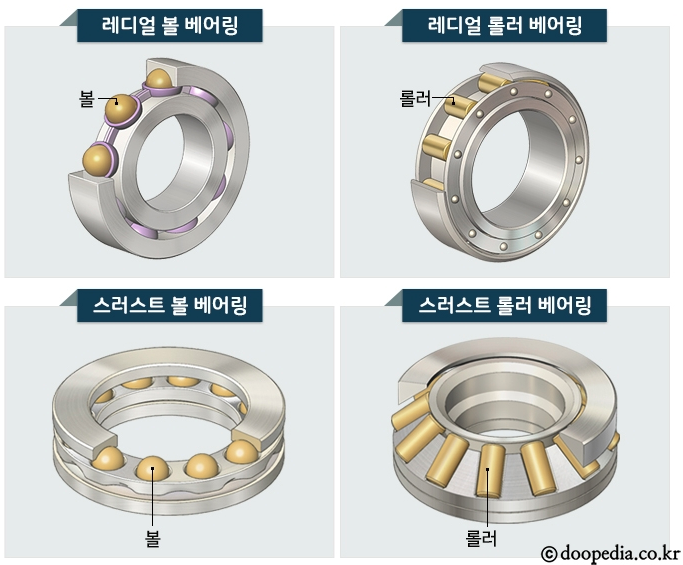 레디얼 볼 베어링
레디얼 롤러 베어링
볼
롤러
스러스트 볼 베어링
스러스트 롤러 베어링
볼
롤러
ⓒ doopedia.co.kr